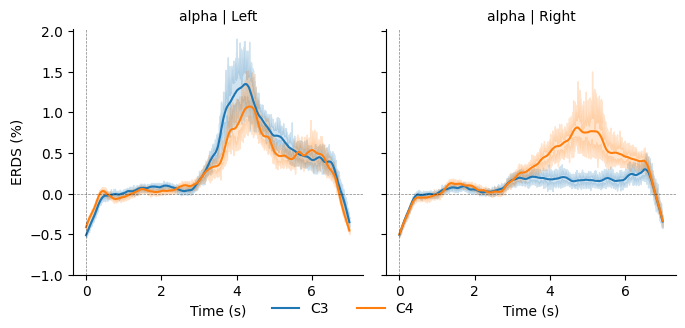 alpha | Left
alpha | Right
2.0
1.5
1.0
0.5
0.0
−0.5
−1.0
ERDS (%)
0 2 4 6
0 2 4 6
Time (s)
C3
C4
Time (s)